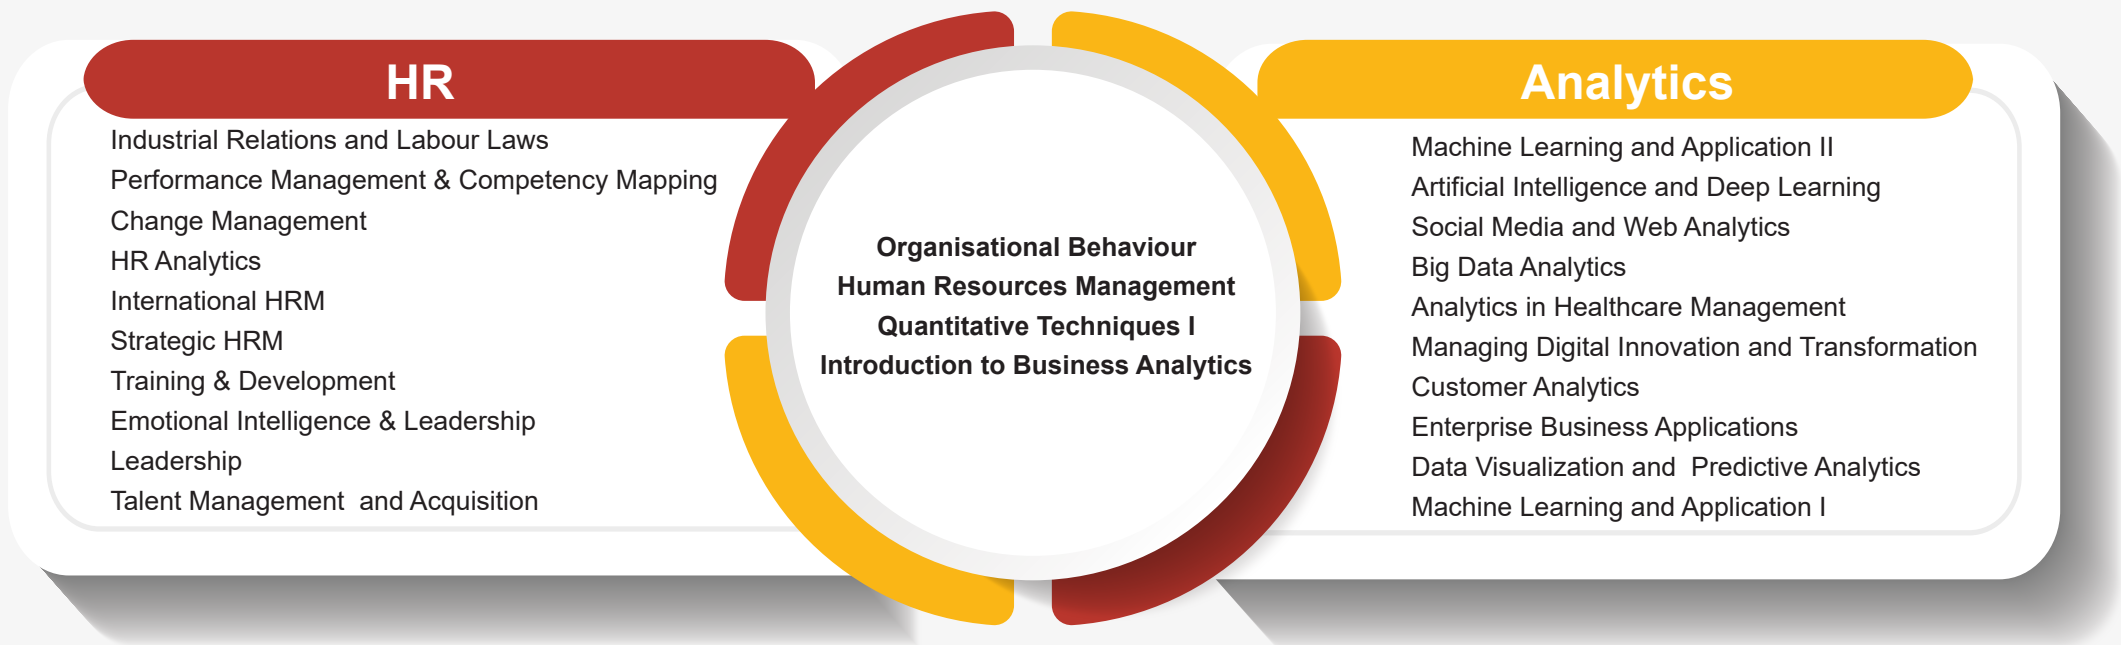 HR
Industrial Relations and Labour Laws
Performance Management & Competency Mapping
Change Management
HR Analytics
International HRM
Strategic HRM
Training & Development
Emotional Intelligence & Leadership
Leadership
Talent Management and Acquisition
Organisational Behaviour
Human Resources Management
Quantitative Techniques I
Introduction to Business Analytics
Analytics
Machine Learning and Application II
Artificial Intelligence and Deep Learning
Social Media and Web Analytics
Big Data Analytics
Analytics in Healthcare Management
Managing Digital Innovation and Transformation
Customer Analytics
Enterprise Business Applications
Data Visualization and Predictive Analytics
Machine Learning and Application I